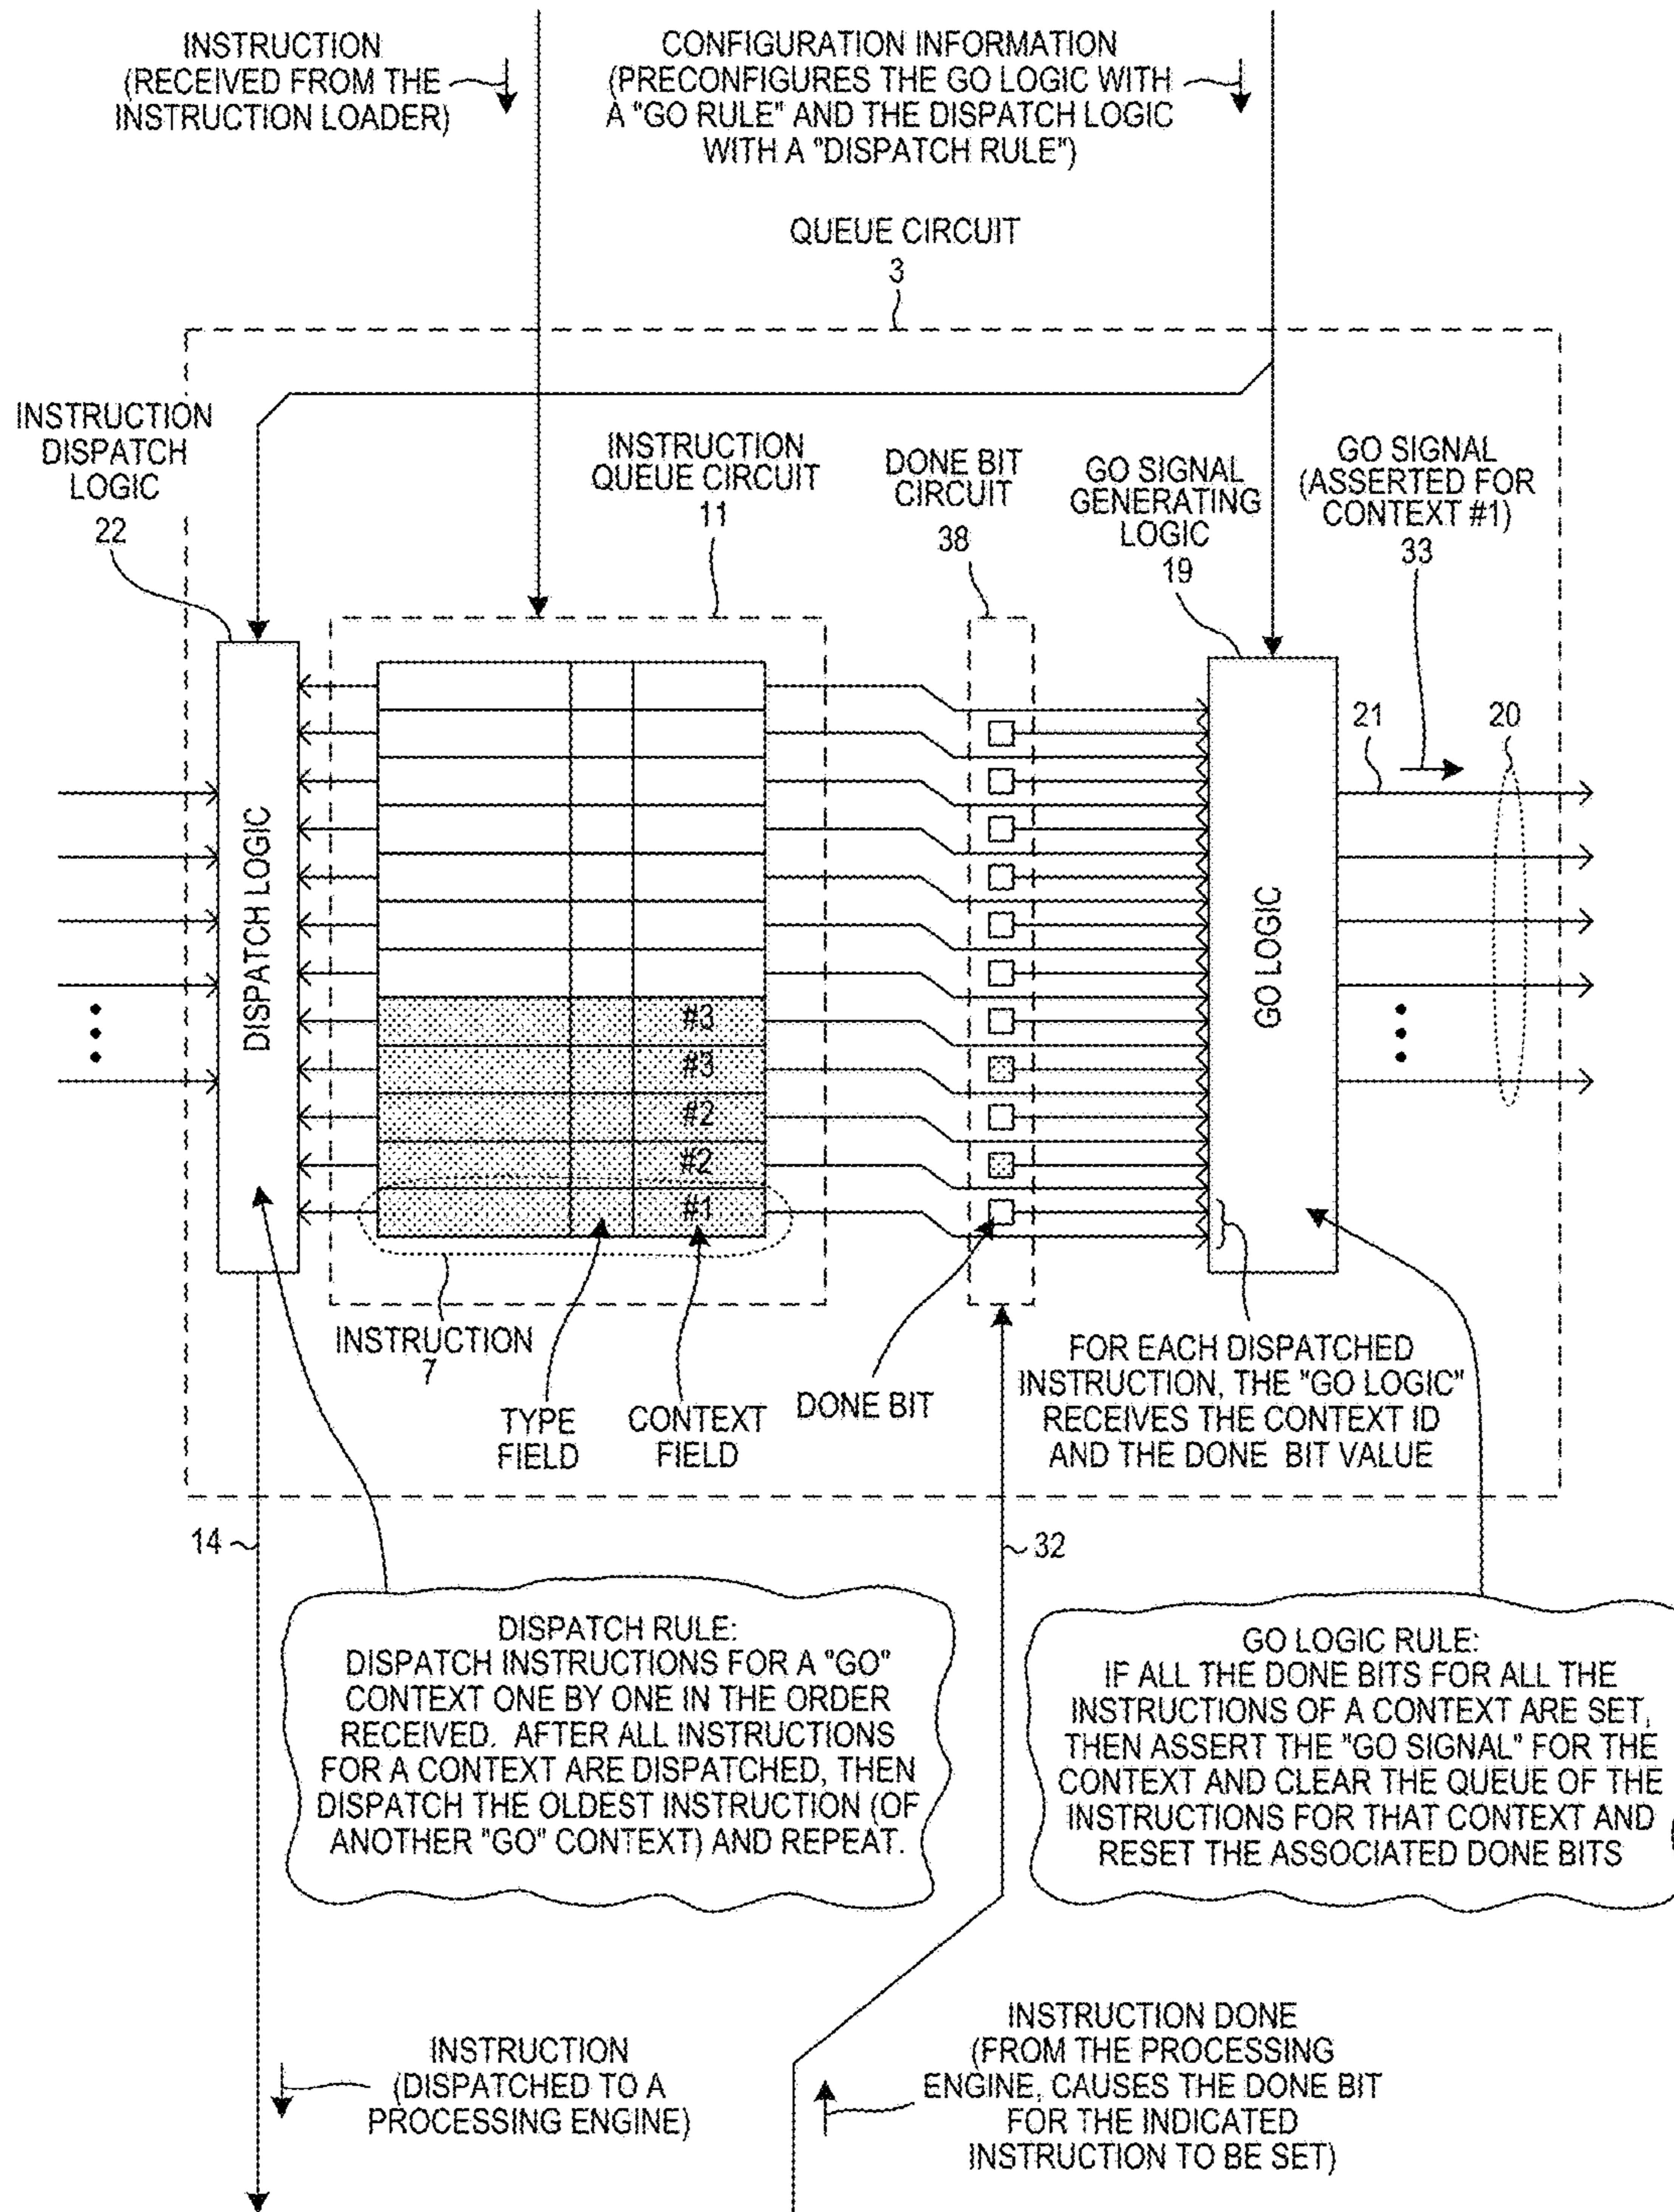 INSTRUCTION
(RECEIVED FROM THE
INSTRUCTION LOADER)
CONFIGURATION INFORMATION
(PRECONFIGURES THE GO LOGIC WITH
A "GO RULE" AND THE DISPATCH LOGIC
WITH A "DISPATCH RULE")
QUEUE CIRCUIT
3
INSTRUCTION
DISPATCH
LOGIC
22
INSTRUCTION
QUEUE CIRCUIT
11
DONE BIT
CIRCUIT
38
GO SIGNAL
GENERATING
LOGIC
19
GO SIGNAL
(ASSERTED FOR
CONTEXT #1)
33
21
20
DISPATCH LOGIC
GO LOGIC
#3
#3
#2
#2
#1
INSTRUCTION
7
TYPE
FIELD
CONTEXT
FIELD
DONE BIT
FOR EACH DISPATCHED
INSTRUCTION, THE "GO LOGIC"
RECEIVES THE CONTEXT ID
AND THE DONE BIT VALUE
14
32
DISPATCH RULE:
DISPATCH INSTRUCTIONS FOR A "GO"
CONTEXT ONE BY ONE IN THE ORDER
RECEIVED. AFTER ALL INSTRUCTIONS
FOR A CONTEXT ARE DISPATCHED, THEN
DISPATCH THE OLDEST INSTRUCTION (OF
ANOTHER "GO" CONTEXT) AND REPEAT.
GO LOGIC RULE:
IF ALL THE DONE BITS FOR ALL THE
INSTRUCTIONS OF A CONTEXT ARE SET,
THEN ASSERT THE "GO SIGNAL" FOR THE
CONTEXT AND CLEAR THE QUEUE OF THE
INSTRUCTIONS FOR THAT CONTEXT AND
RESET THE ASSOCIATED DONE BITS
INSTRUCTION
(DISPATCHED TO A
PROCESSING ENGINE)
INSTRUCTION DONE
(FROM THE PROCESSING
ENGINE, CAUSES THE DONE BIT
FOR THE INDICATED
INSTRUCTION TO BE SET)